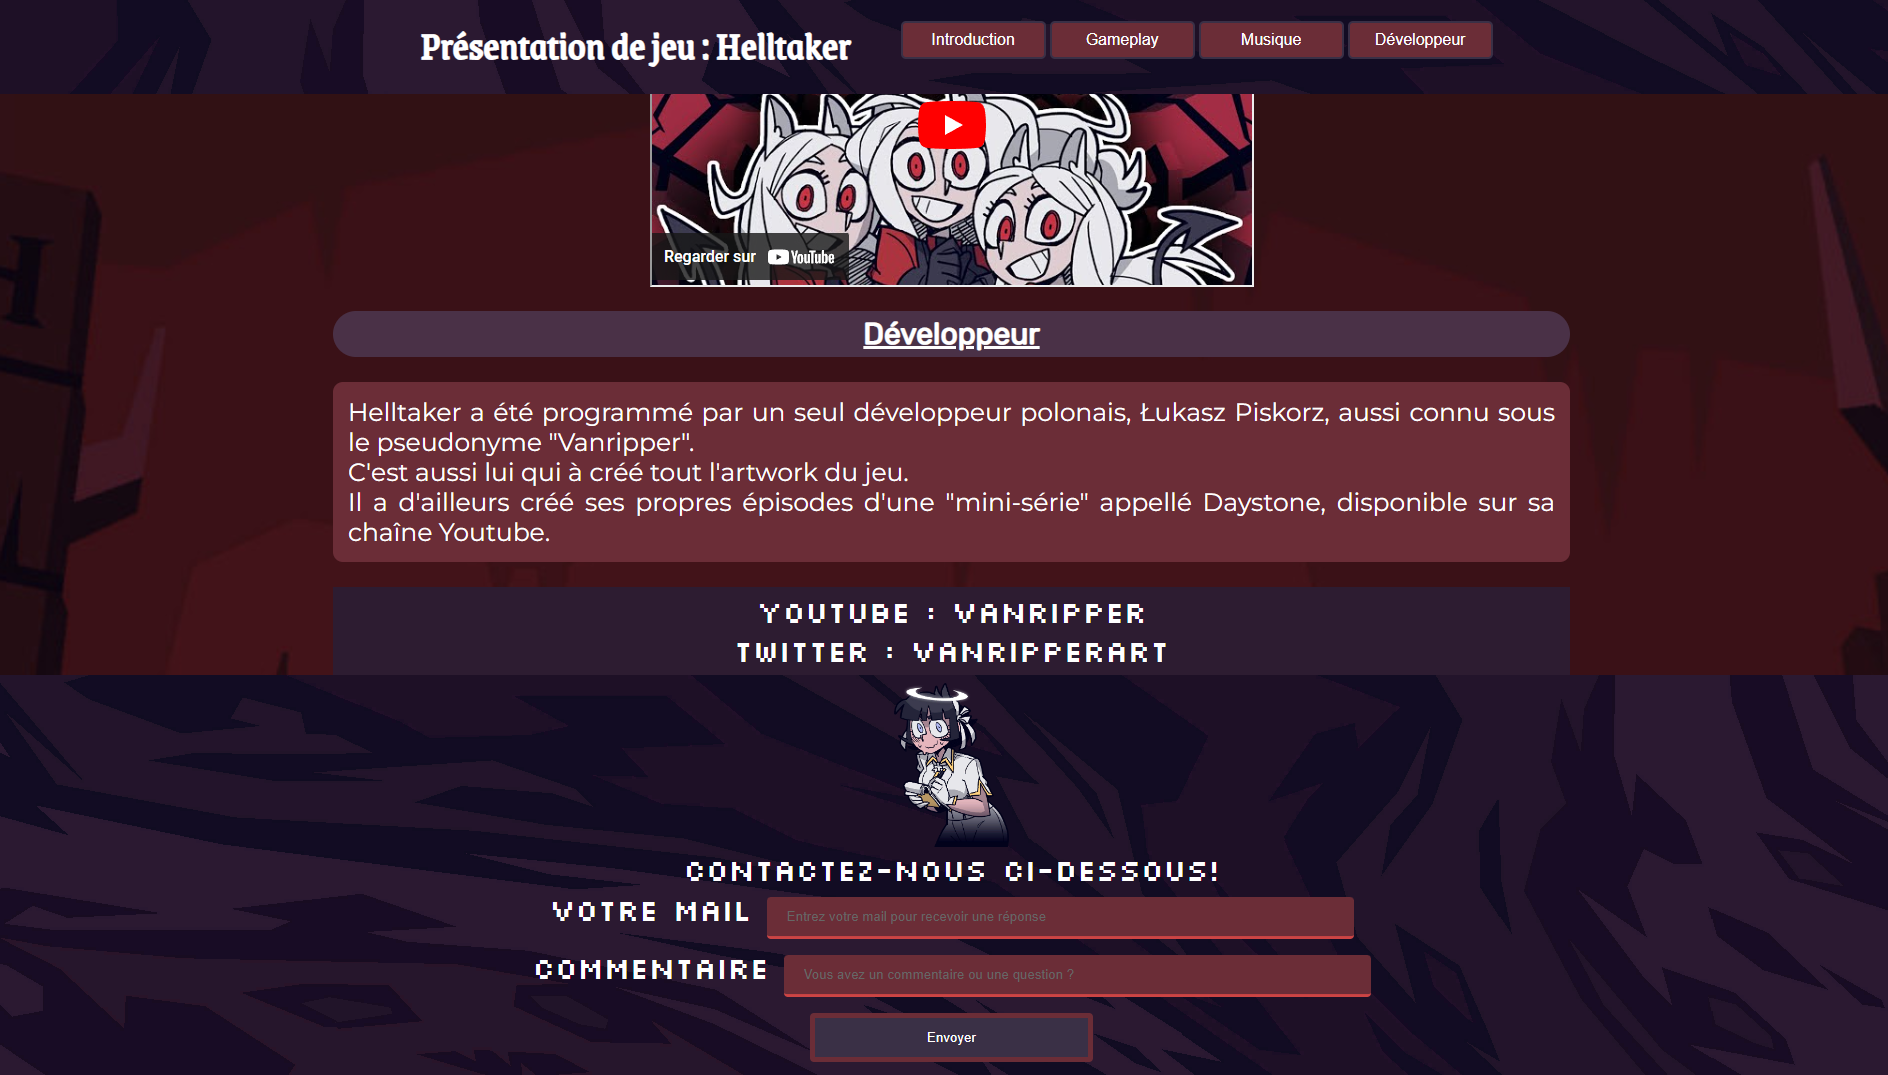 Présentation de jeu : Helltaker
Introduction
Gameplay
Musique
Développeur
Regarder sur YouTube
Développeur
Helltaker a été programmé par un seul développeur polonais, Łukasz Piskorz, aussi connu sous
le pseudonyme "Vanripper".
C'est aussi lui qui à créé tout l'artwork du jeu.
Il a d'ailleurs créé ses propres épisodes d'une "mini-série" appellé Daystone, disponible sur sa
chaîne Youtube.
YOUTUBE : VANRIPPER
TWITTER : VANRIPPERART
CONTACTEZ-NOUS CI-DESSOUS!
VOTRE MAIL
Entrez votre mail pour recevoir une réponse
COMMENTAIRE
Vous avez un commentaire ou une question ?
Envoyer